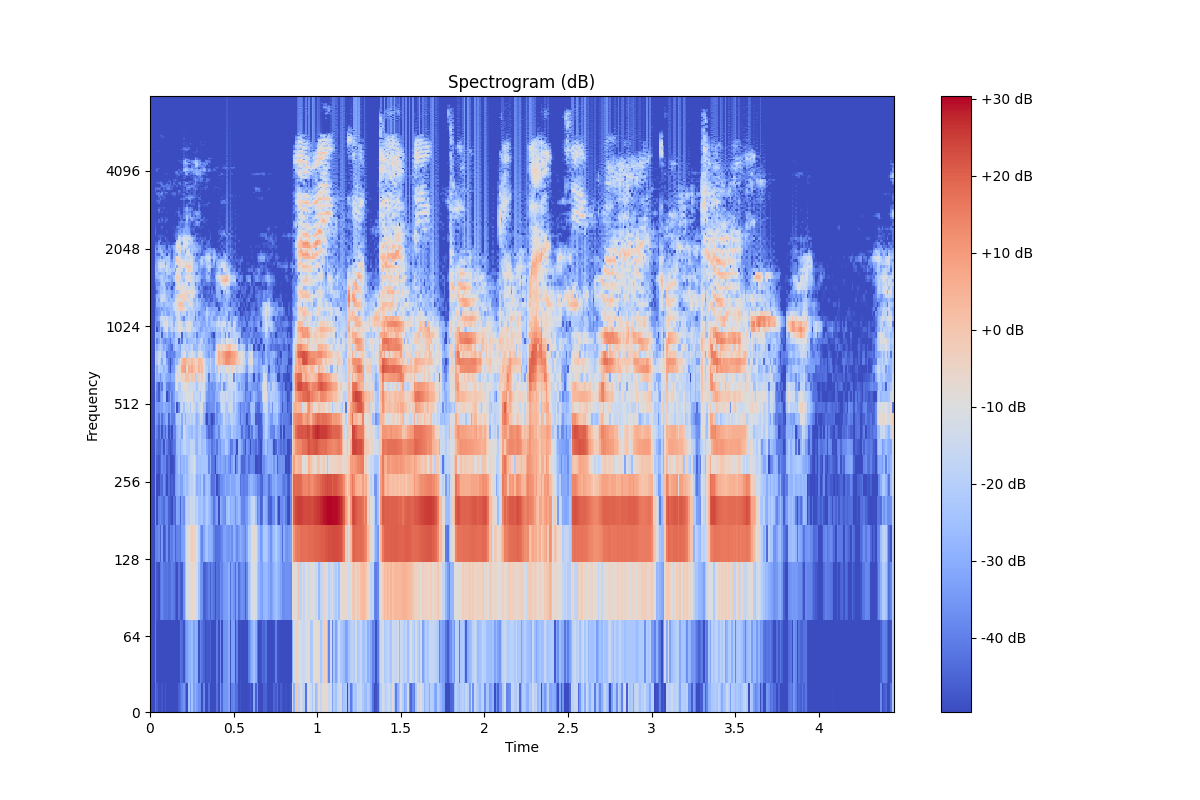 Spectrogram (dB)
Frequency
4096
2048
1024
512
256
128
64
0
0 0.5 1 1.5 2 2.5 3 3.5 4
Time
+30 dB
+20 dB
+10 dB
+0 dB
-10 dB
-20 dB
-30 dB
-40 dB